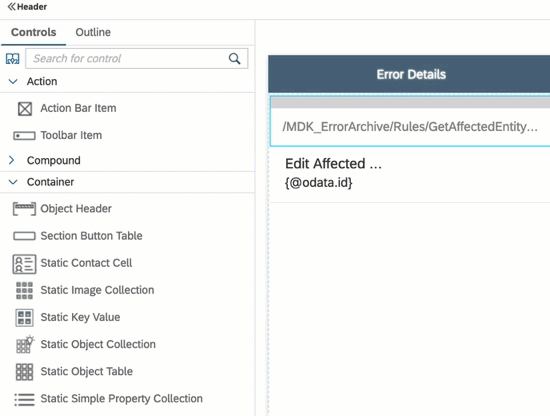 Header
Controls Outline
Search for control
Action
Action Bar Item
Toolbar Item
Compound
Container
Object Header
Section Button Table
Static Contact Cell
Static Image Collection
Static Key Value
Static Object Collection
Static Object Table
Static Simple Property Collection
Error Details
/MDK_ErrorArchive/Rules/GetAffectedEntity...
Edit Affected ...
{@odata.id}